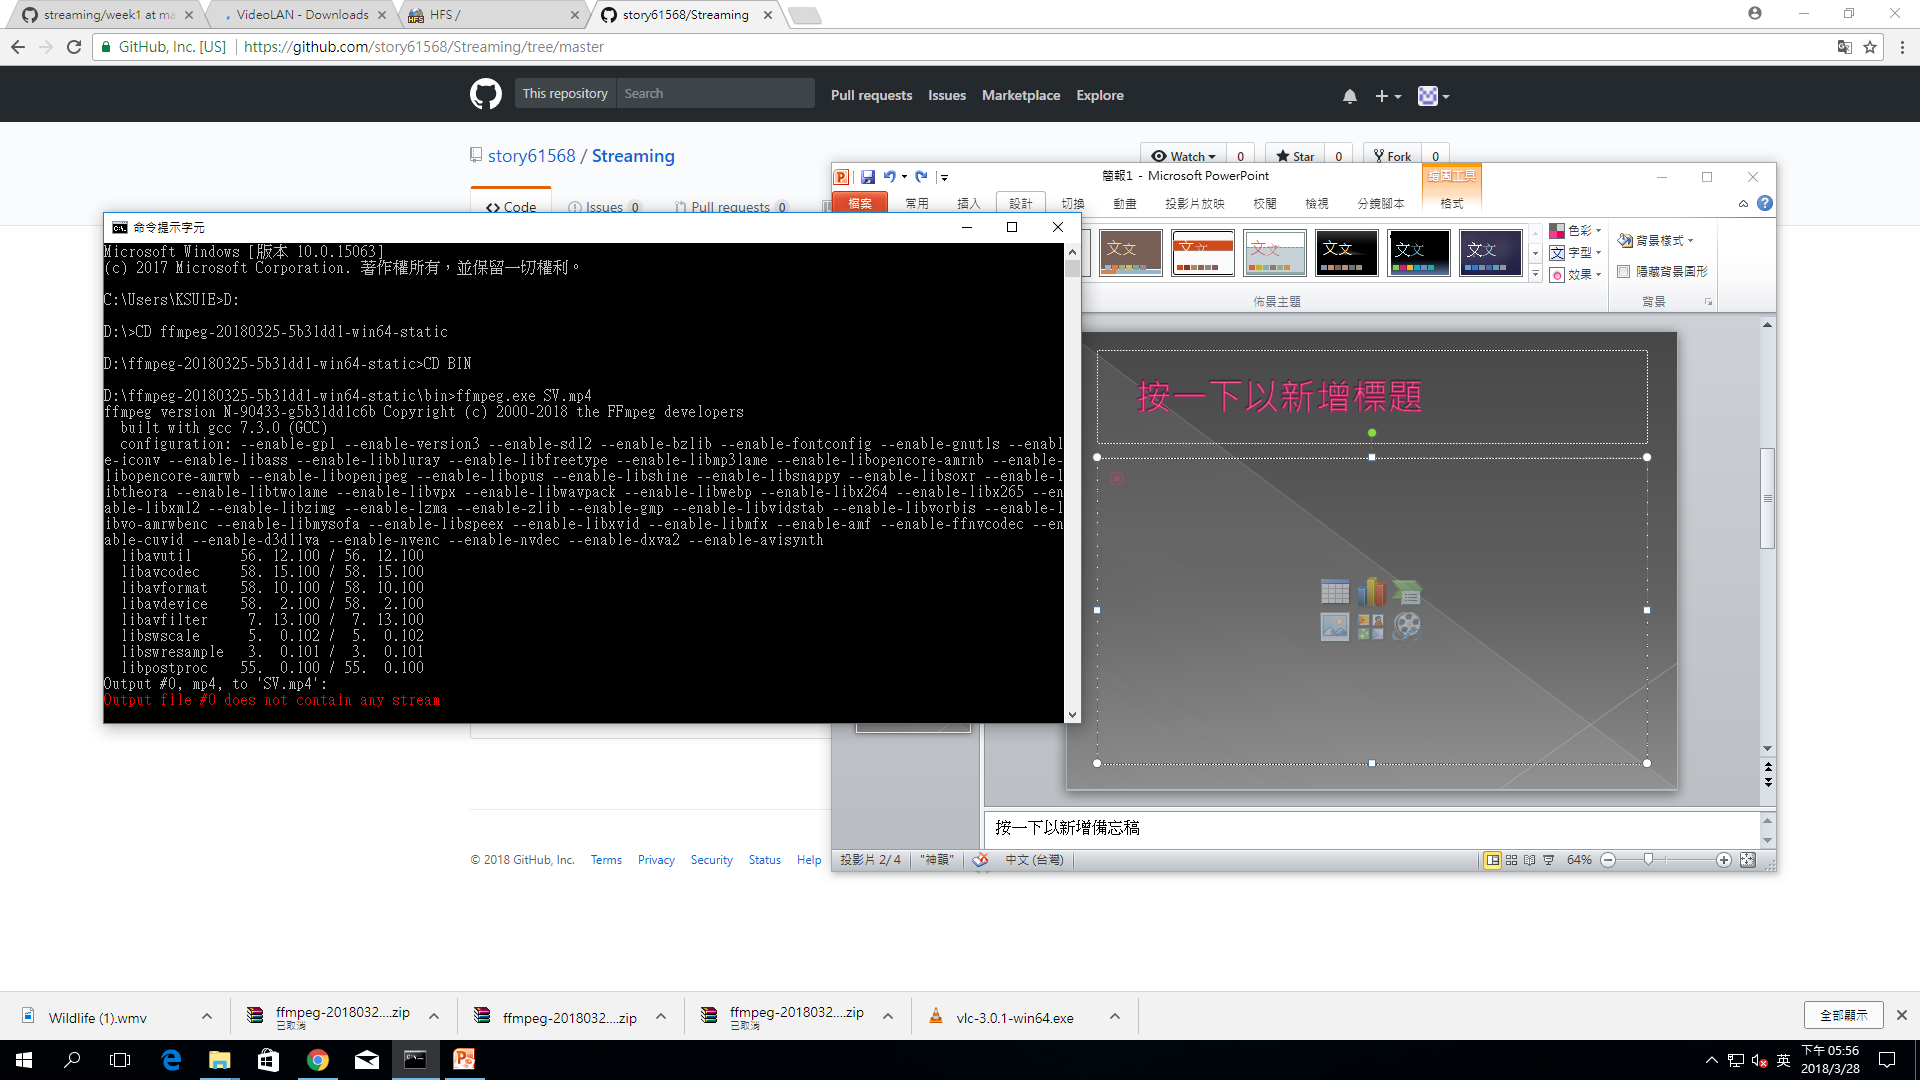 streaming/week1 at ma
VideoLAN - Downloads
HFS /
story61568/Streaming
GitHub, Inc. [US]
https://github.com/story61568/Streaming/tree/master
This repository
Search
Pull requests
Issues
Marketplace
Explore
story61568 / Streaming
Watch 0
Star 0
Fork 0
Code
Issues 0
Pull requests 0
簡報1 - Microsoft PowerPoint
繪圖工具
檔案
常用
插入
設計
切換
動畫
投影片放映
校閱
檢視
分鏡腳本
格式
文文
文文
文文
文文
文文
文文
色彩
字型
效果
背景樣式
隱藏背景圖形
佈景主題
背景
命令提示字元
Microsoft Windows [版本 10.0.15063]
(c) 2017 Microsoft Corporation. 著作權所有，並保留一切權利。
C:\Users\KSUIE>D:
D:\>CD ffmpeg-20180325-5b31dd1-win64-static
D:\ffmpeg-20180325-5b31dd1-win64-static>CD BIN
D:\ffmpeg-20180325-5b31dd1-win64-static\bin>ffmpeg.exe SV.mp4
ffmpeg version N-90433-g5b31dd1c6b Copyright (c) 2000-2018 the FFmpeg developers
built with gcc 7.3.0 (GCC)
configuration: --enable-gpl --enable-version3 --enable-sdl2 --enable-bzlib --enable-fontconfig --enable-gnutls --enabl
e-iconv --enable-libass --enable-libbluray --enable-libfreetype --enable-libmp3lame --enable-libopencore-amrnb --enable-
libopencore-amrwb --enable-libopenjpeg --enable-libopus --enable-libshine --enable-libsnappy --enable-libsoxr --enable-l
ibtheora --enable-libtwolame --enable-libvpx --enable-libwavpack --enable-libwebp --enable-libx264 --enable-libx265 --en
able-libxml2 --enable-libzimg --enable-lzma --enable-zlib --enable-gmp --enable-libvidstab --enable-libvorbis --enable-l
ibvo-amrwbenc --enable-libmysofa --enable-libspeex --enable-libxvid --enable-libmfx --enable-amf --enable-ffnvcodec --en
able-cuvid --enable-d3d11va --enable-nvenc --enable-nvdec --enable-dxva2 --enable-avisynth
libavutil 56. 12.100 / 56. 12.100
libavcodec 58. 15.100 / 58. 15.100
libavformat 58. 10.100 / 58. 10.100
libavdevice 58. 2.100 / 58. 2.100
libavfilter 7. 13.100 / 7. 13.100
libswscale 5. 0.102 / 5. 0.102
libswresample 3. 0.101 / 3. 0.101
libpostproc 55. 0.100 / 55. 0.100
Output #0, mp4, to 'SV.mp4':
Output file #0 does not contain any stream
按一下以新增標題
按一下以新增備忘稿
投影片 2/ 4
"神韻"
中文 (台灣)
64%
© 2018 GitHub, Inc.
Terms
Privacy
Security
Status
Help
Wildlife (1).wmv
ffmpeg-2018032....zip
已取消
ffmpeg-2018032....zip
ffmpeg-2018032....zip
已取消
vlc-3.0.1-win64.exe
全部顯示
英
下午 05:56
2018/3/28